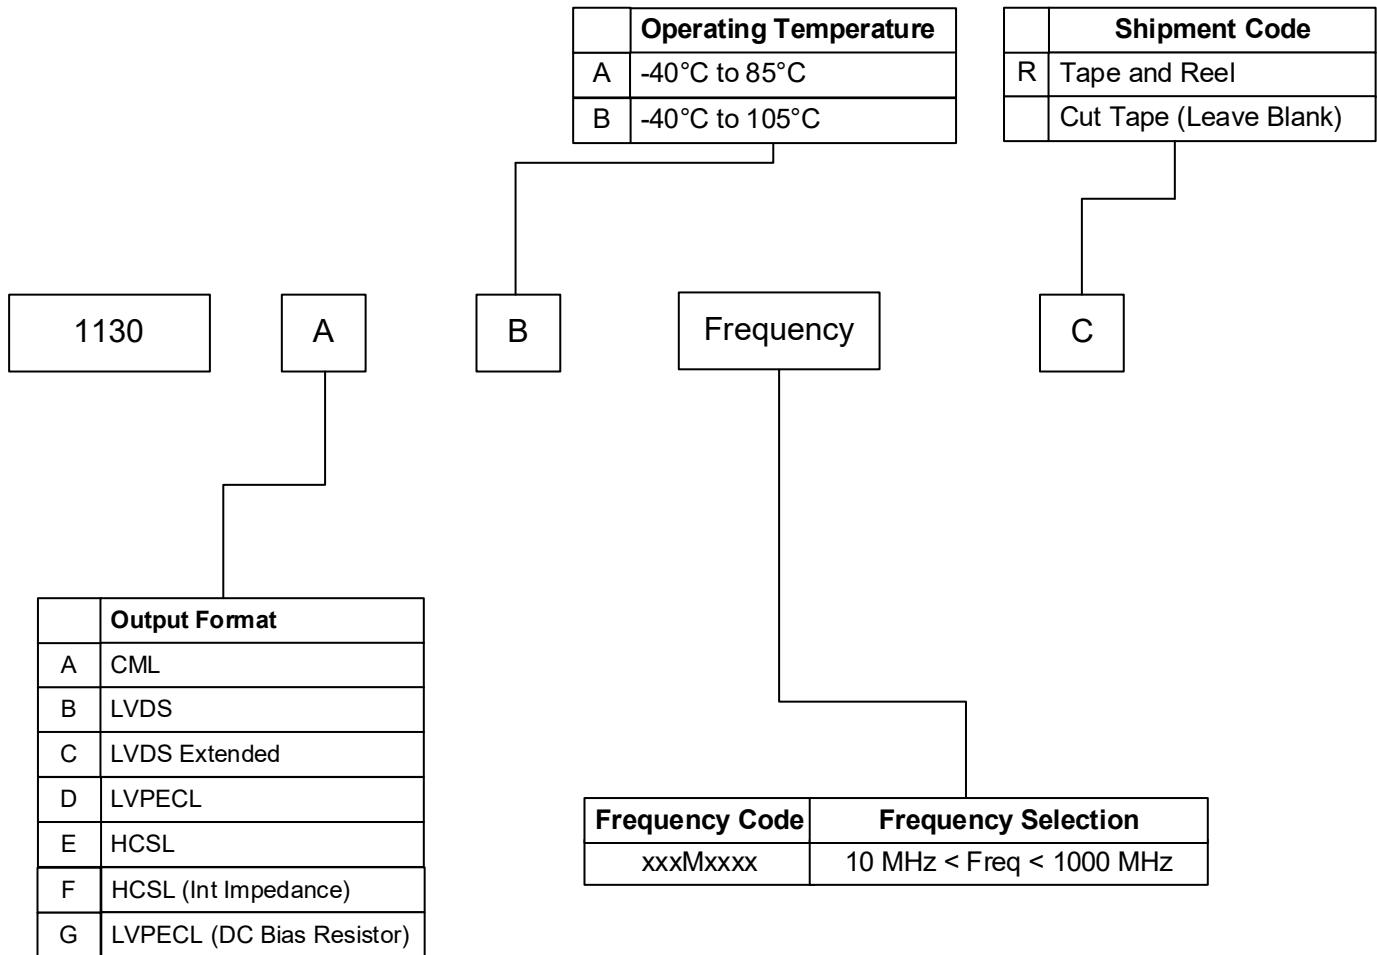 Operating Temperature
A -40°C to 85°C
B -40°C to 105°C
Shipment Code
R Tape and Reel
Cut Tape (Leave Blank)
1130 A B Frequency C
Output Format
A CML
B LVDS
C LVDS Extended
D LVPECL
E HCSL
F HCSL (Int Impedance)
G LVPECL (DC Bias Resistor)
Frequency Code Frequency Selection
xxxMxxxx 10 MHz < Freq < 1000 MHz